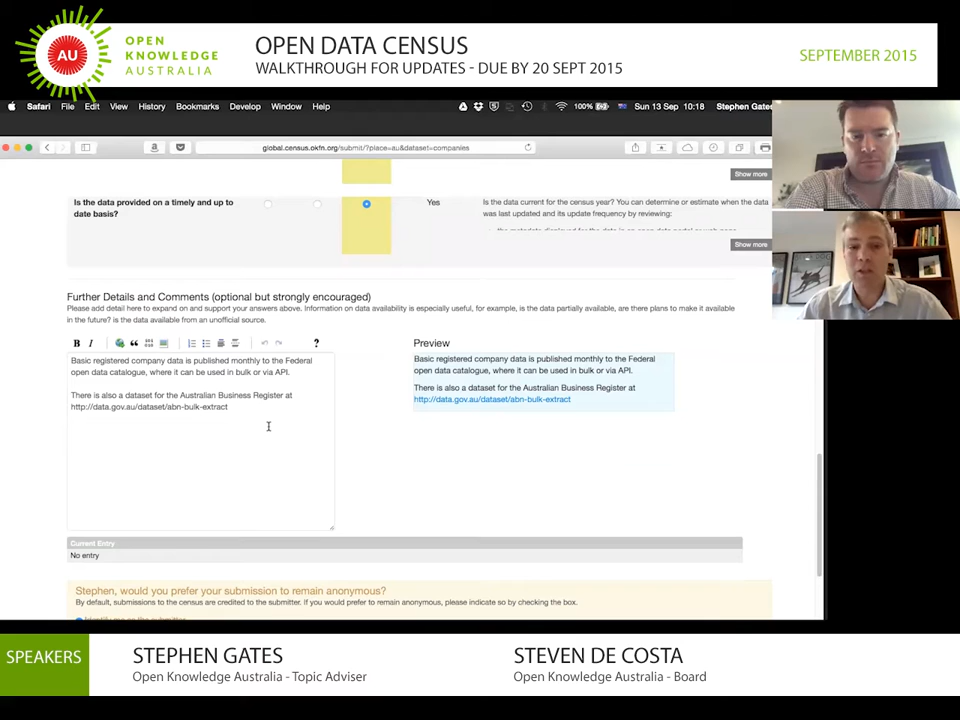 AU
OPEN
KNOWLEDGE
AUSTRALIA
OPEN DATA CENSUS
WALKTHROUGH FOR UPDATES - DUE BY 20 SEPT 2015
SEPTEMBER 2015
Safari File Edit View History Bookmarks Develop Window Help
100% Sun 13 Sep 10:18 Stephen Gates
global.census.okfn.org/submit/?place=au&dataset=companies
Show more
Is the data provided on a timely and up to
date basis?
Yes
Is the data current for the census year? You can determine or estimate when the data
was last updated and its update frequency by reviewing:
Show more
Further Details and Comments (optional but strongly encouraged)
Please add detail here to expand on and support your answers above. Information on data availability is especially useful, for example, is the data partially available, are there plans to make it available
in the future? is the data available from an unofficial source.
B I ?
Preview
Basic registered company data is published monthly to the Federal
open data catalogue, where it can be used in bulk or via API.
There is also a dataset for the Australian Business Register at
http://data.gov.au/dataset/abn-bulk-extract
Basic registered company data is published monthly to the Federal
open data catalogue, where it can be used in bulk or via API.
There is also a dataset for the Australian Business Register at
http://data.gov.au/dataset/abn-bulk-extract
Current Entry
No entry
Stephen, would you prefer your submission to remain anonymous?
By default, submissions to the census are credited to the submitter. If you would prefer to remain anonymous, please indicate so by checking the box.
SPEAKERS
STEPHEN GATES
Open Knowledge Australia - Topic Adviser
STEVEN DE COSTA
Open Knowledge Australia - Board